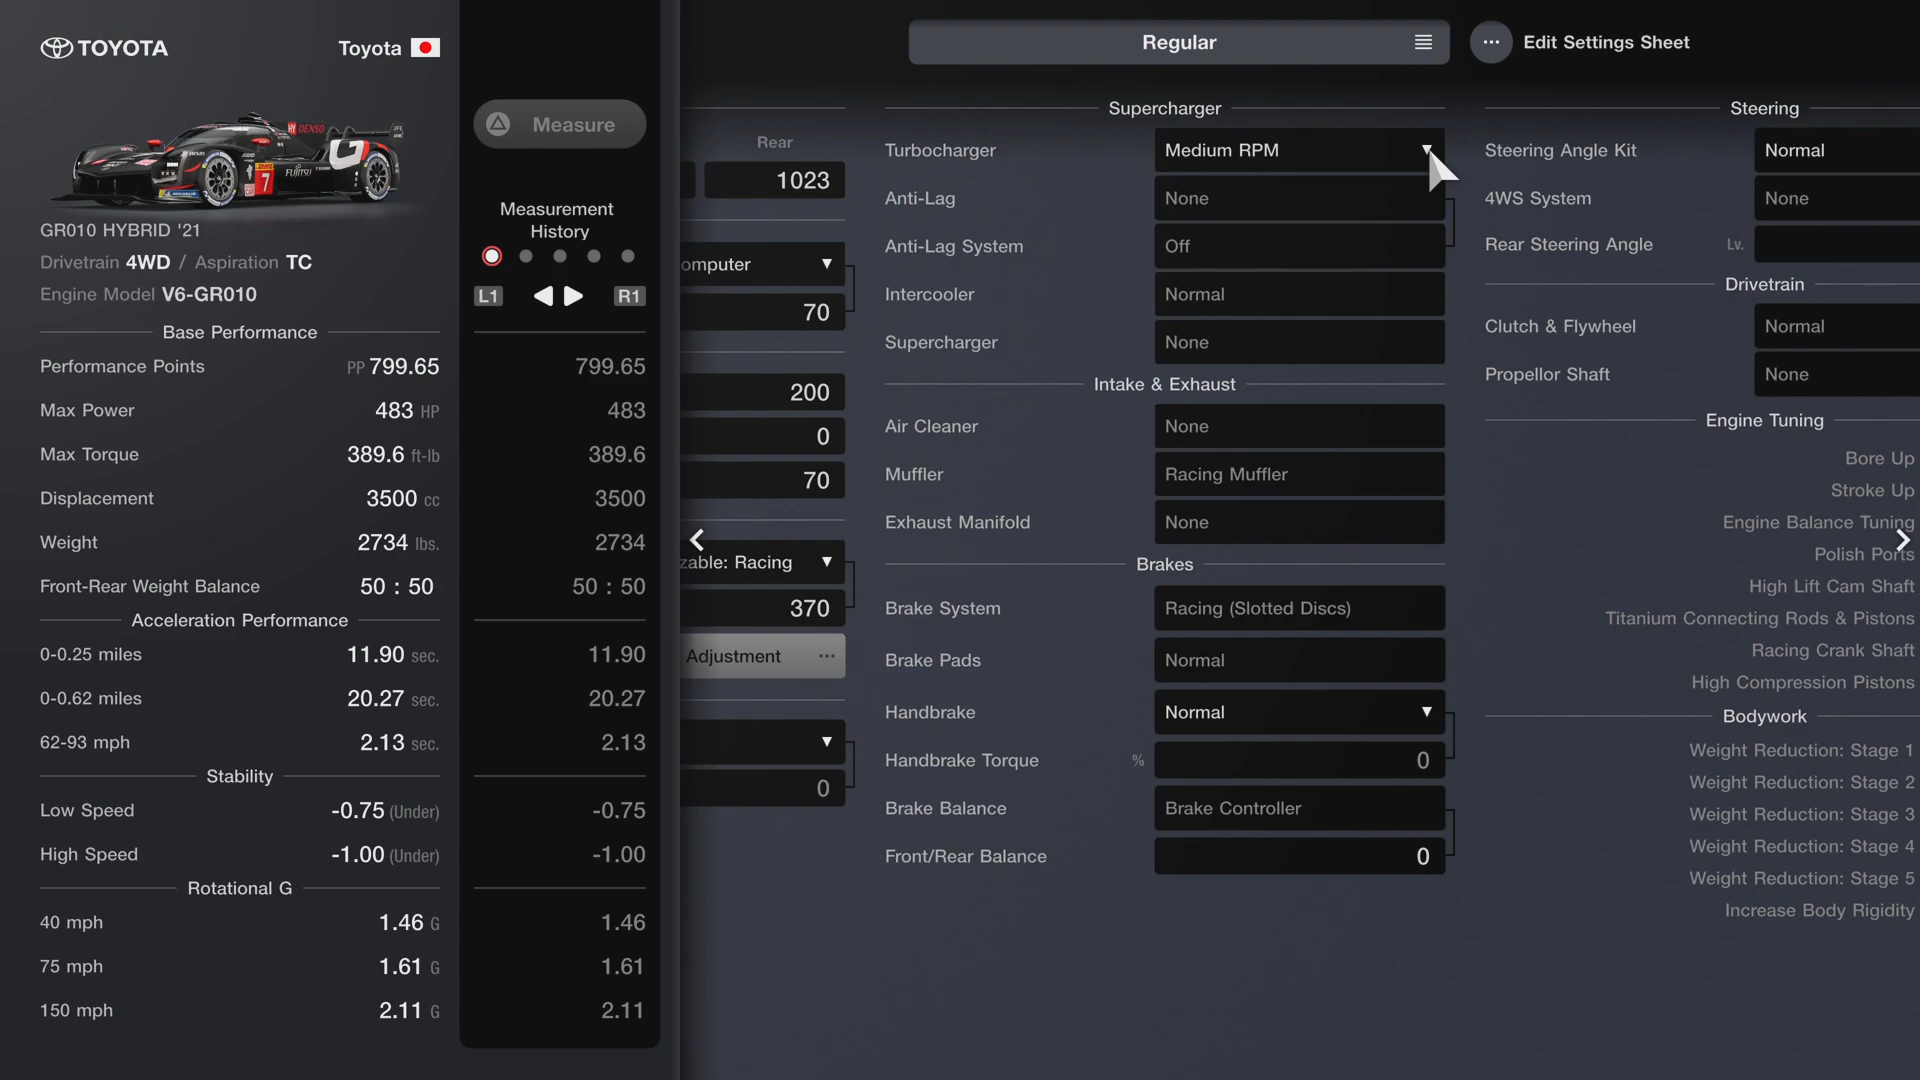 TOYOTA
Toyota
HY DENSO
FUJITSU
7
GR010 HYBRID '21
Drivetrain 4WD / Aspiration TC
Engine Model V6-GR010
Base Performance
Performance Points PP 799.65
Max Power 483 HP
Max Torque 389.6 ft-lb
Displacement 3500 cc
Weight 2734 lbs.
Front-Rear Weight Balance 50 : 50
Acceleration Performance
0-0.25 miles 11.90 sec.
0-0.62 miles 20.27 sec.
62-93 mph 2.13 sec.
Stability
Low Speed -0.75 (Under)
High Speed -1.00 (Under)
Rotational G
40 mph 1.46 G
75 mph 1.61 G
150 mph 2.11 G
Measure
Measurement
History
L1 R1
799.65
483
389.6
3500
2734
50 : 50
11.90
20.27
2.13
-0.75
-1.00
1.46
1.61
2.11
Regular
Edit Settings Sheet
Rear
1023
omputer
70
200
0
70
zable: Racing
370
Adjustment
0
Supercharger
Turbocharger Medium RPM
Anti-Lag None
Anti-Lag System Off
Intercooler Normal
Supercharger None
Intake & Exhaust
Air Cleaner None
Muffler Racing Muffler
Exhaust Manifold None
Brakes
Brake System Racing (Slotted Discs)
Brake Pads Normal
Handbrake Normal
Handbrake Torque % 0
Brake Balance Brake Controller
Front/Rear Balance 0
Steering
Steering Angle Kit Normal
4WS System None
Rear Steering Angle Lv.
Drivetrain
Clutch & Flywheel Normal
Propellor Shaft None
Engine Tuning
Bore Up
Stroke Up
Engine Balance Tuning
Polish Ports
High Lift Cam Shaft
Titanium Connecting Rods & Pistons
Racing Crank Shaft
High Compression Pistons
Bodywork
Weight Reduction: Stage 1
Weight Reduction: Stage 2
Weight Reduction: Stage 3
Weight Reduction: Stage 4
Weight Reduction: Stage 5
Increase Body Rigidity